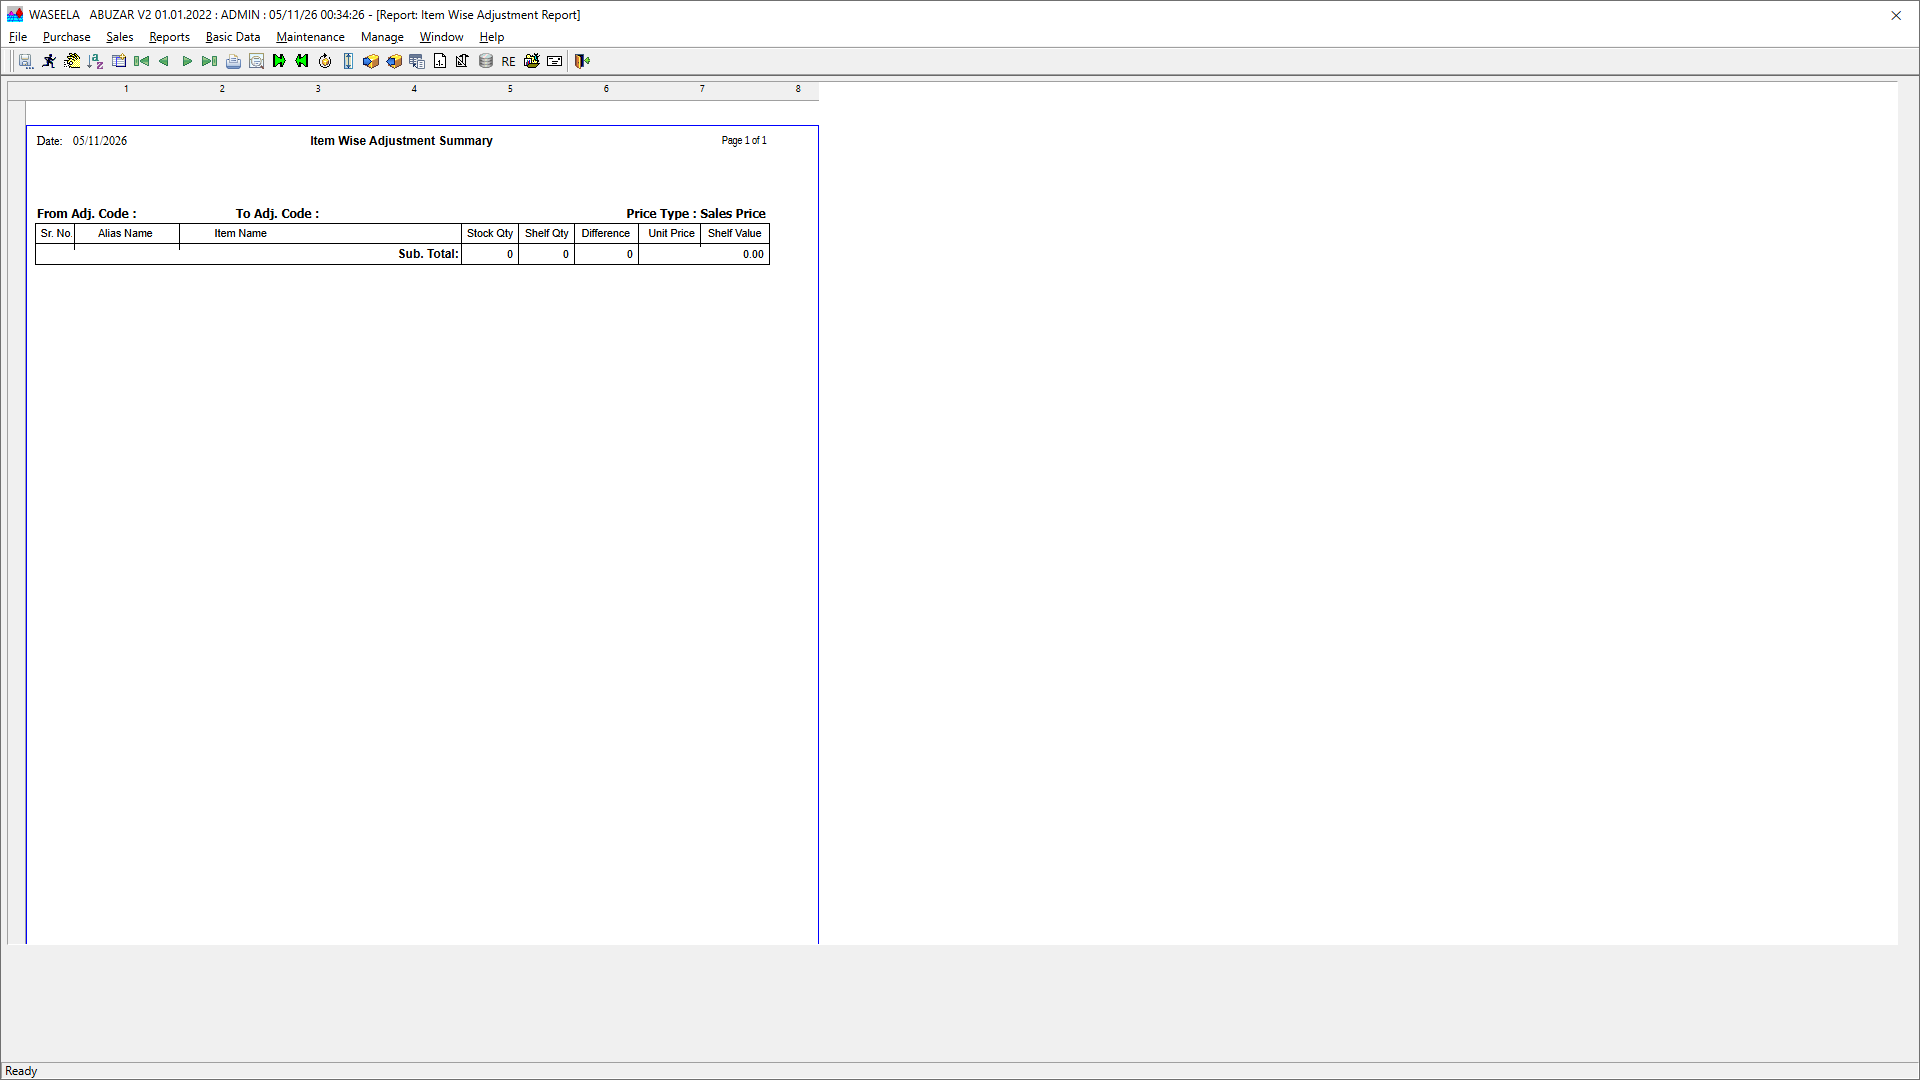 WASEELA ABUZAR V2 01.01.2022 : ADMIN : 05/11/26 00:34:26 - [Report: Item Wise Adjustment Report]
File Purchase Sales Reports Basic Data Maintenance Manage Window Help
RE
1 2 3 4 5 6 7 8
Date: 05/11/2026 Item Wise Adjustment Summary Page 1 of 1
From Adj. Code : To Adj. Code : Price Type : Sales Price
Sr. No. Alias Name Item Name Stock Qty Shelf Qty Difference Unit Price Shelf Value
Sub. Total: 0 0 0 0.00
Ready